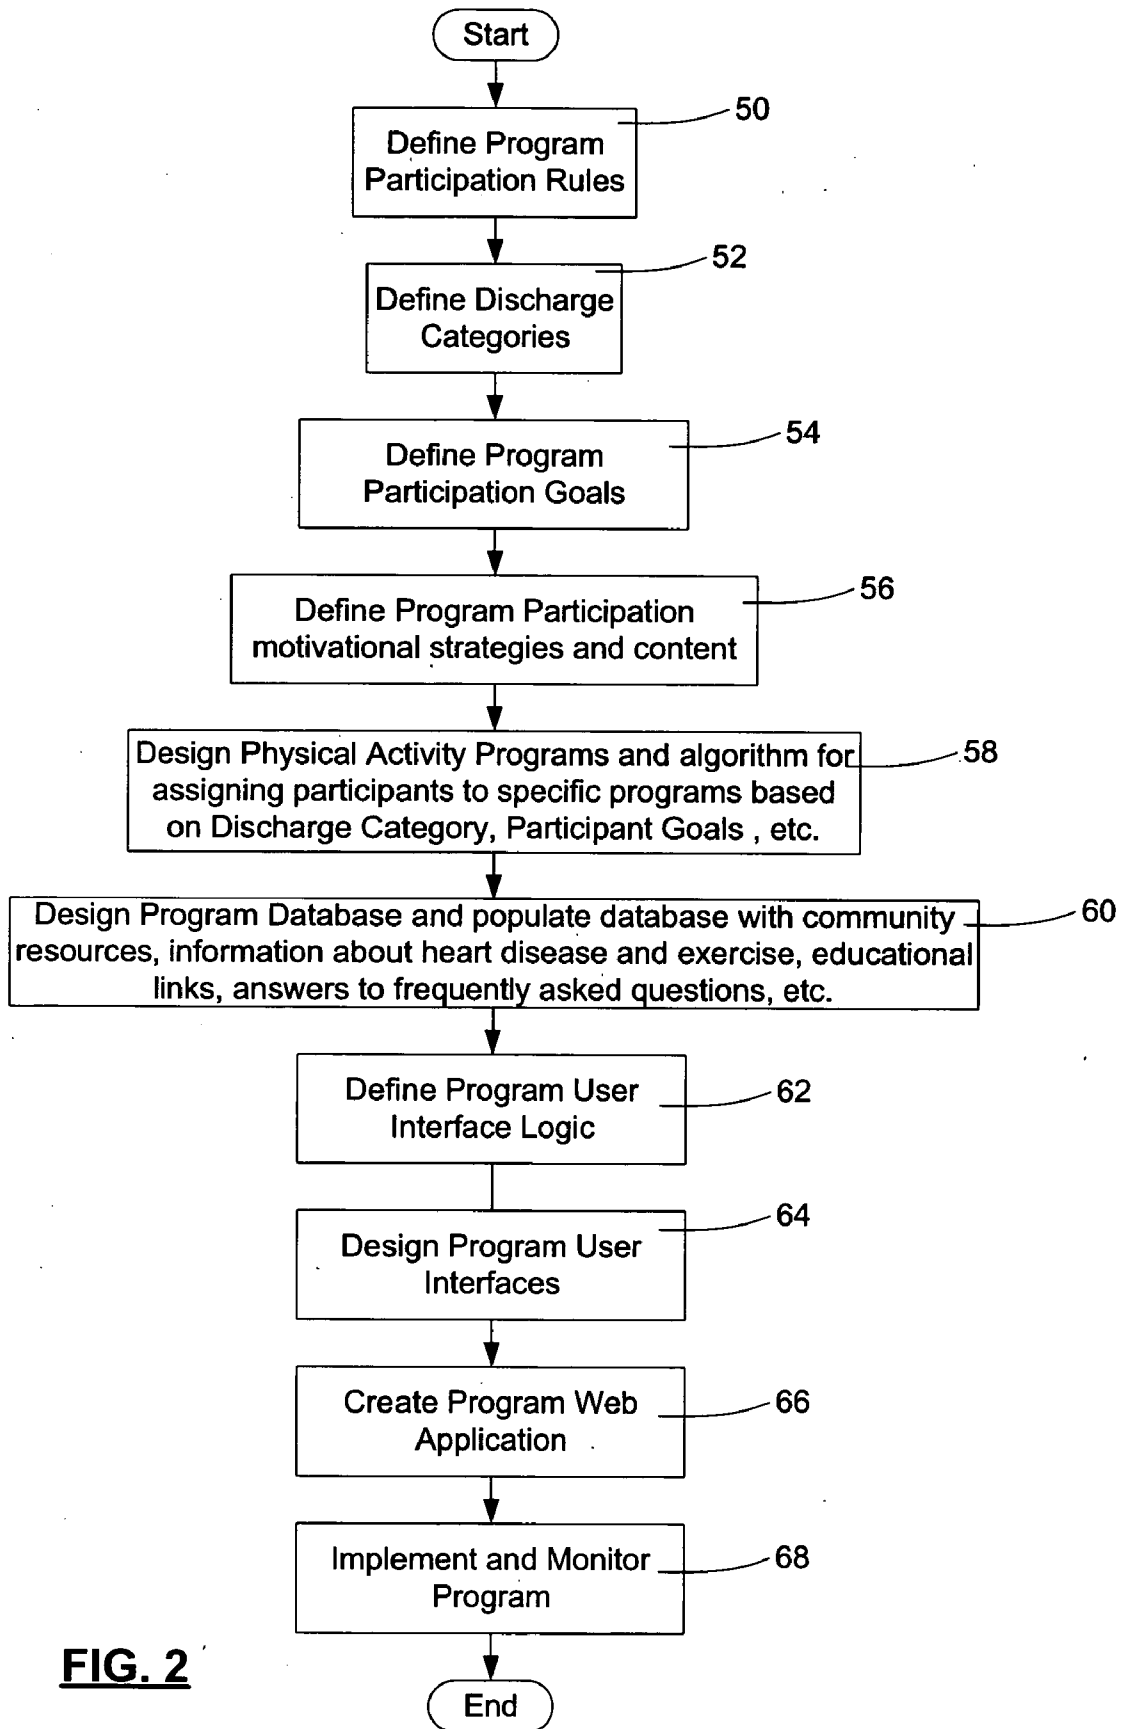 Start
50
Define Program
Participation Rules
52
Define Discharge
Categories
54
Define Program
Participation Goals
56
Define Program Participation
motivational strategies and content
58
Design Physical Activity Programs and algorithm for
assigning participants to specific programs based
on Discharge Category, Participant Goals , etc.
60
Design Program Database and populate database with community
resources, information about heart disease and exercise, educational
links, answers to frequently asked questions, etc.
62
Define Program User
Interface Logic
64
Design Program User
Interfaces
66
Create Program Web
Application
68
Implement and Monitor
Program
End
FIG. 2